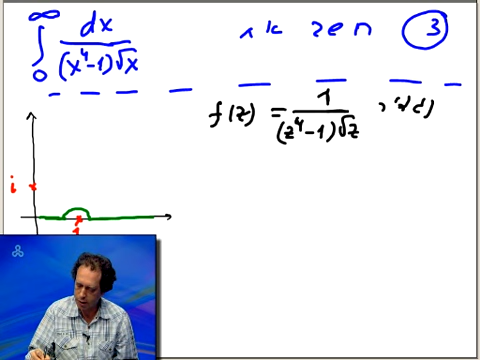 ∫₀^∞ dx / ((x⁴-1)√x) ③
f(z) = 1 / ((z⁴-1)√z)
i
1